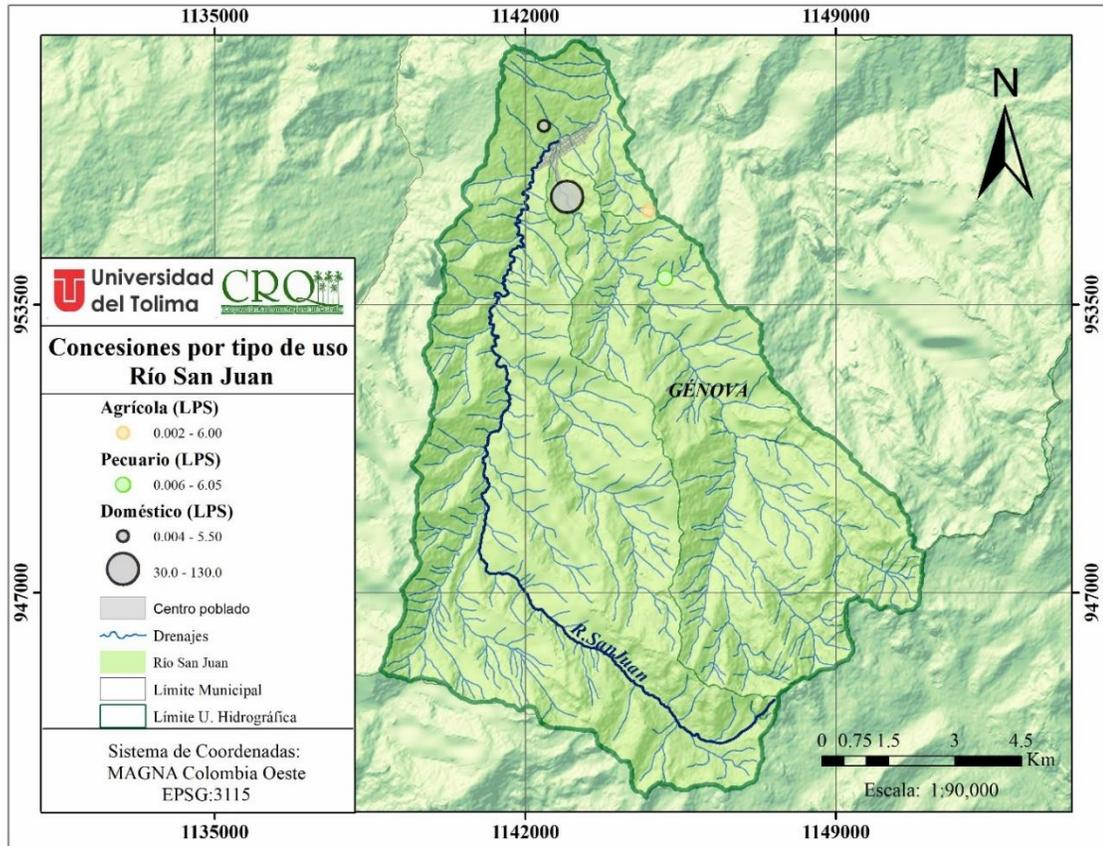 1135000
1142000
1149000
N
953500
953500
Universidad
del Tolima
CRQ
Concesiones por tipo de uso
Río San Juan
Agrícola (LPS)
0.002 - 6.00
Pecuario (LPS)
0.006 - 6.05
Doméstico (LPS)
0.004 - 5.50
30.0 - 130.0
Centro poblado
Drenajes
Río San Juan
Límite Municipal
Límite U. Hidrográfica
Sistema de Coordenadas:
MAGNA Colombia Oeste
EPSG:3115
GÉNOVA
947000
947000
R. San Juan
0 0.75 1.5 3 4.5
Km
Escala: 1:90,000
1135000
1142000
1149000